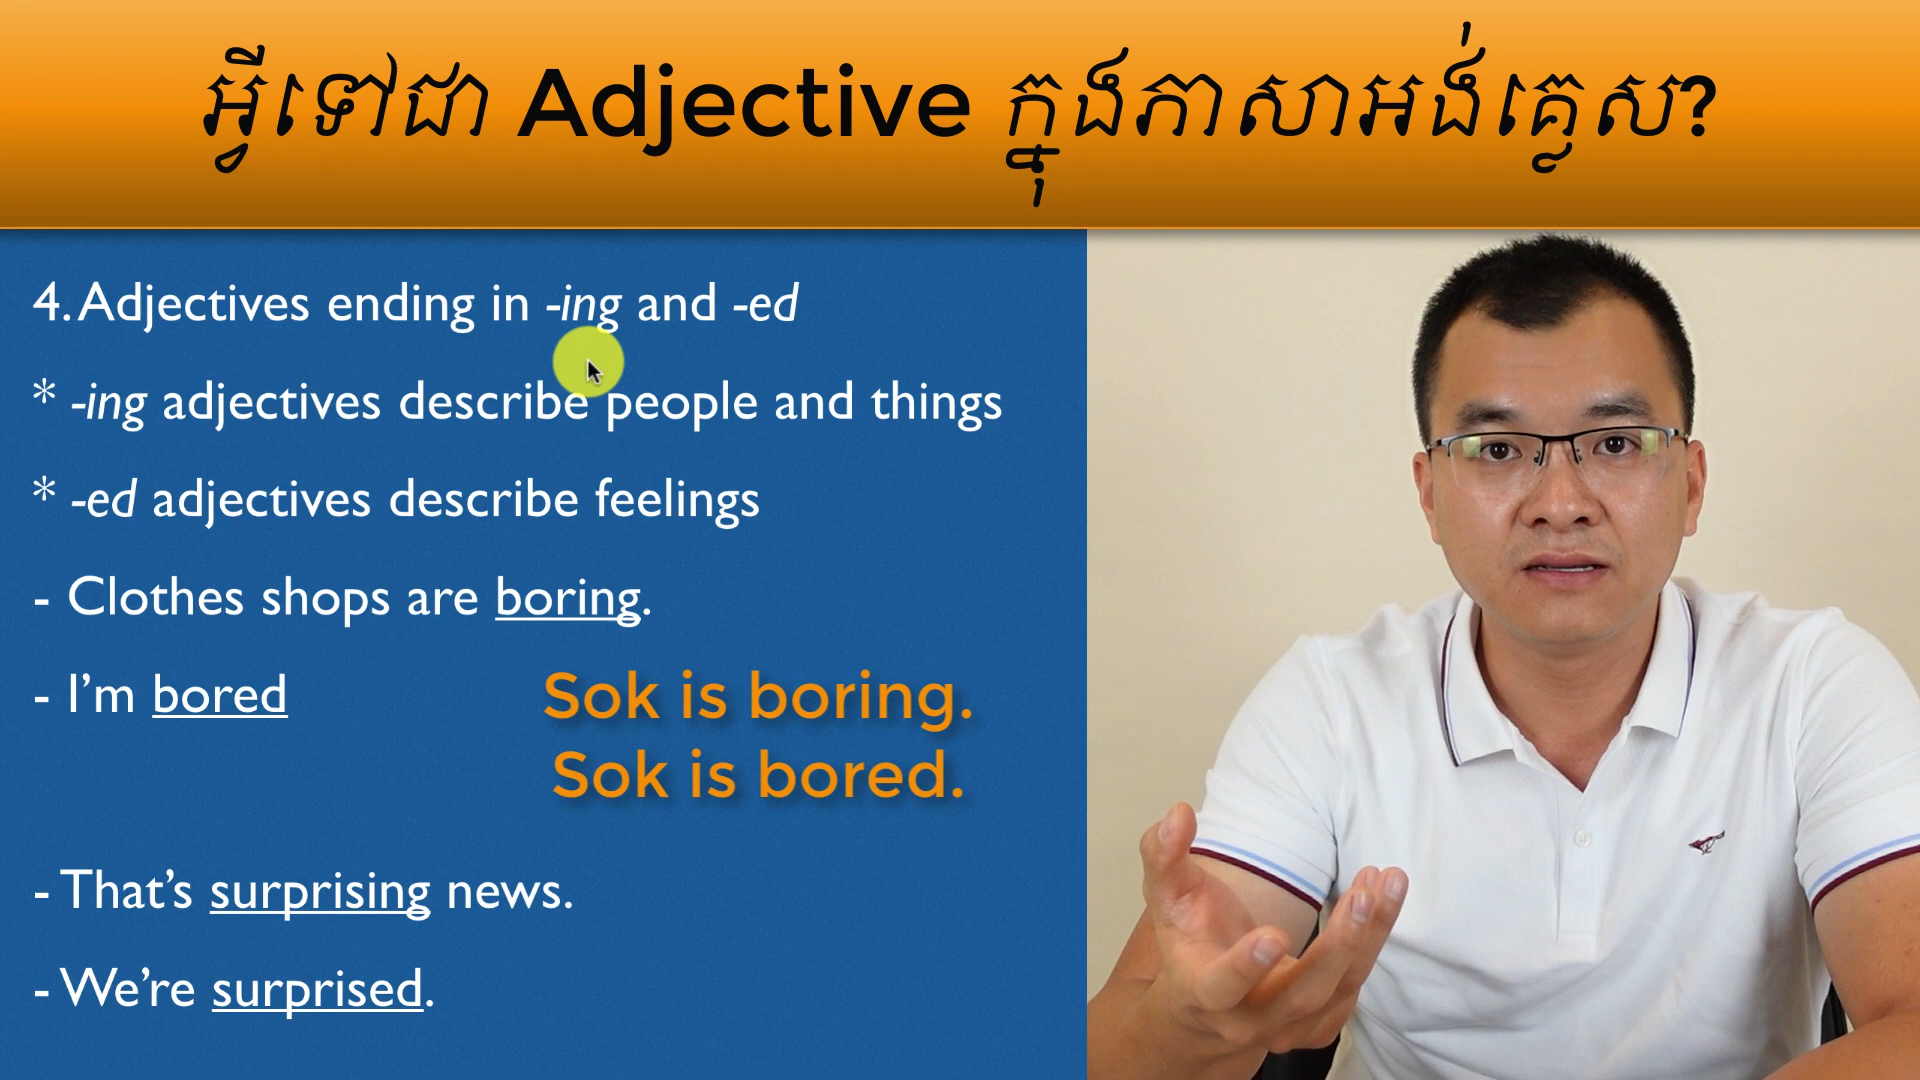 អ្វីទៅជា Adjective ក្នុងភាសាអង់គ្លេស?
4. Adjectives ending in -ing and -ed
* -ing adjectives describe people and things
* -ed adjectives describe feelings
- Clothes shops are boring.
- I’m bored
Sok is boring.
Sok is bored.
- That’s surprising news.
- We’re surprised.